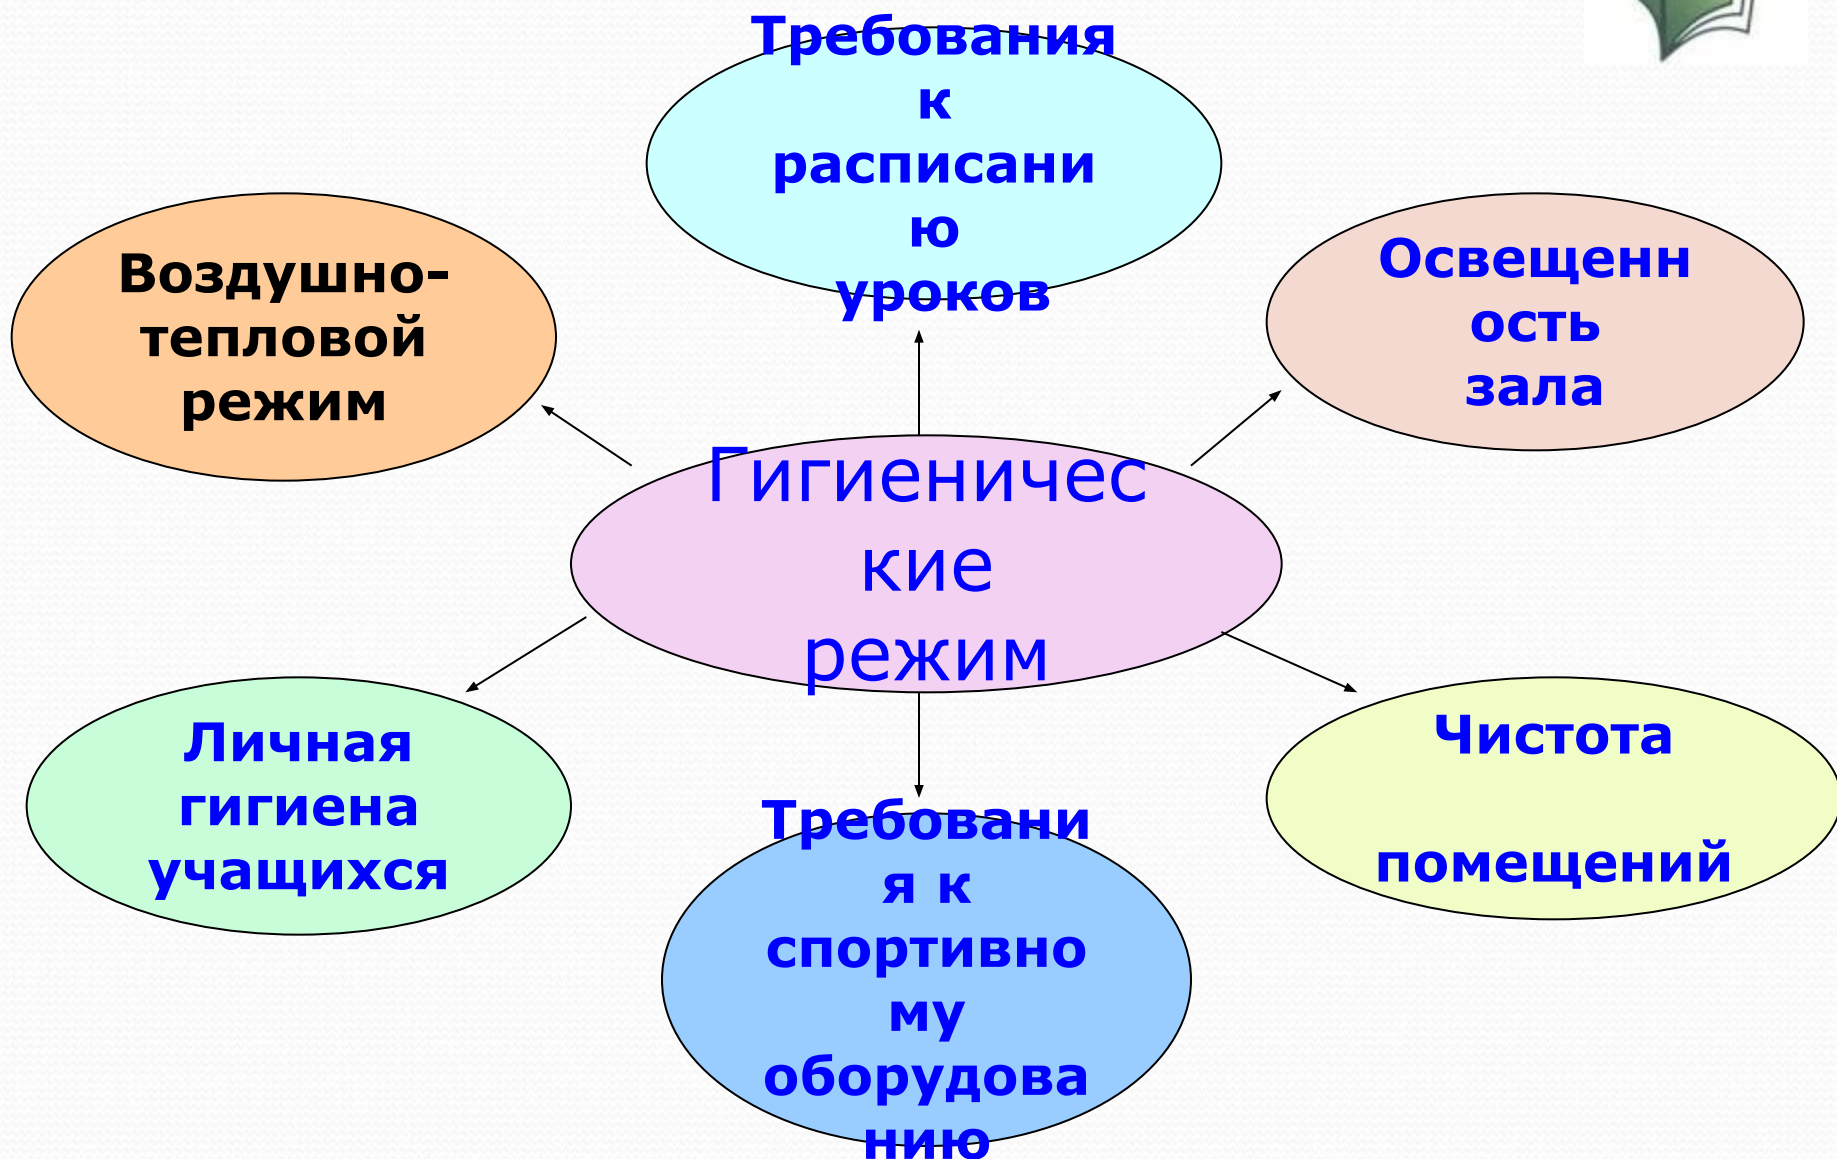 Требования
к
расписани
ю
уроков
Воздушно-
тепловой
режим
Освещенн
ость
зала
Гигиеничес
кие
режим
Личная
гигиена
учащихся
Чистота
помещений
Требовани
я к
спортивно
му
оборудова
нию